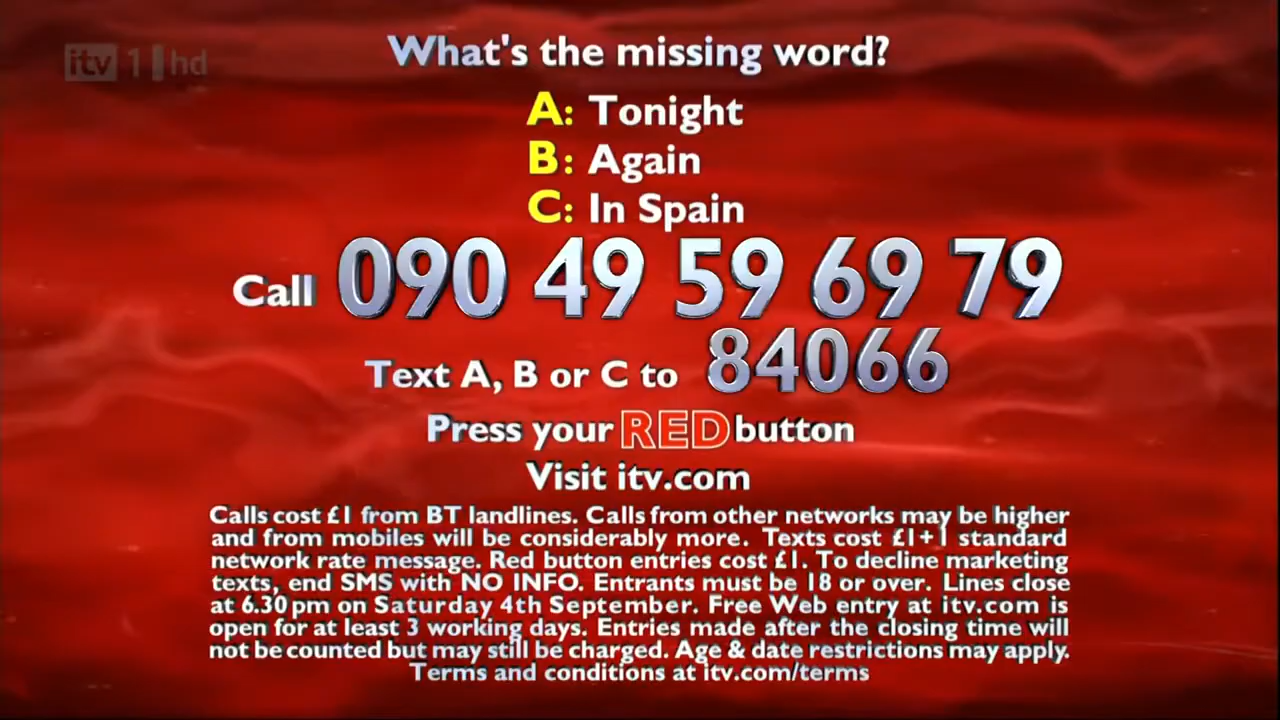 itv 1 hd
What's the missing word?
A: Tonight
B: Again
C: In Spain
Call 090 49 59 69 79
Text A, B or C to 84066
Press your RED button
Visit itv.com
Calls cost £1 from BT landlines. Calls from other networks may be higher
and from mobiles will be considerably more. Texts cost £1+1 standard
network rate message. Red button entries cost £1. To decline marketing
texts, end SMS with NO INFO. Entrants must be 18 or over. Lines close
at 6.30pm on Saturday 4th September. Free Web entry at itv.com is
open for at least 3 working days. Entries made after the closing time will
not be counted but may still be charged. Age & date restrictions may apply.
Terms and conditions at itv.com/terms